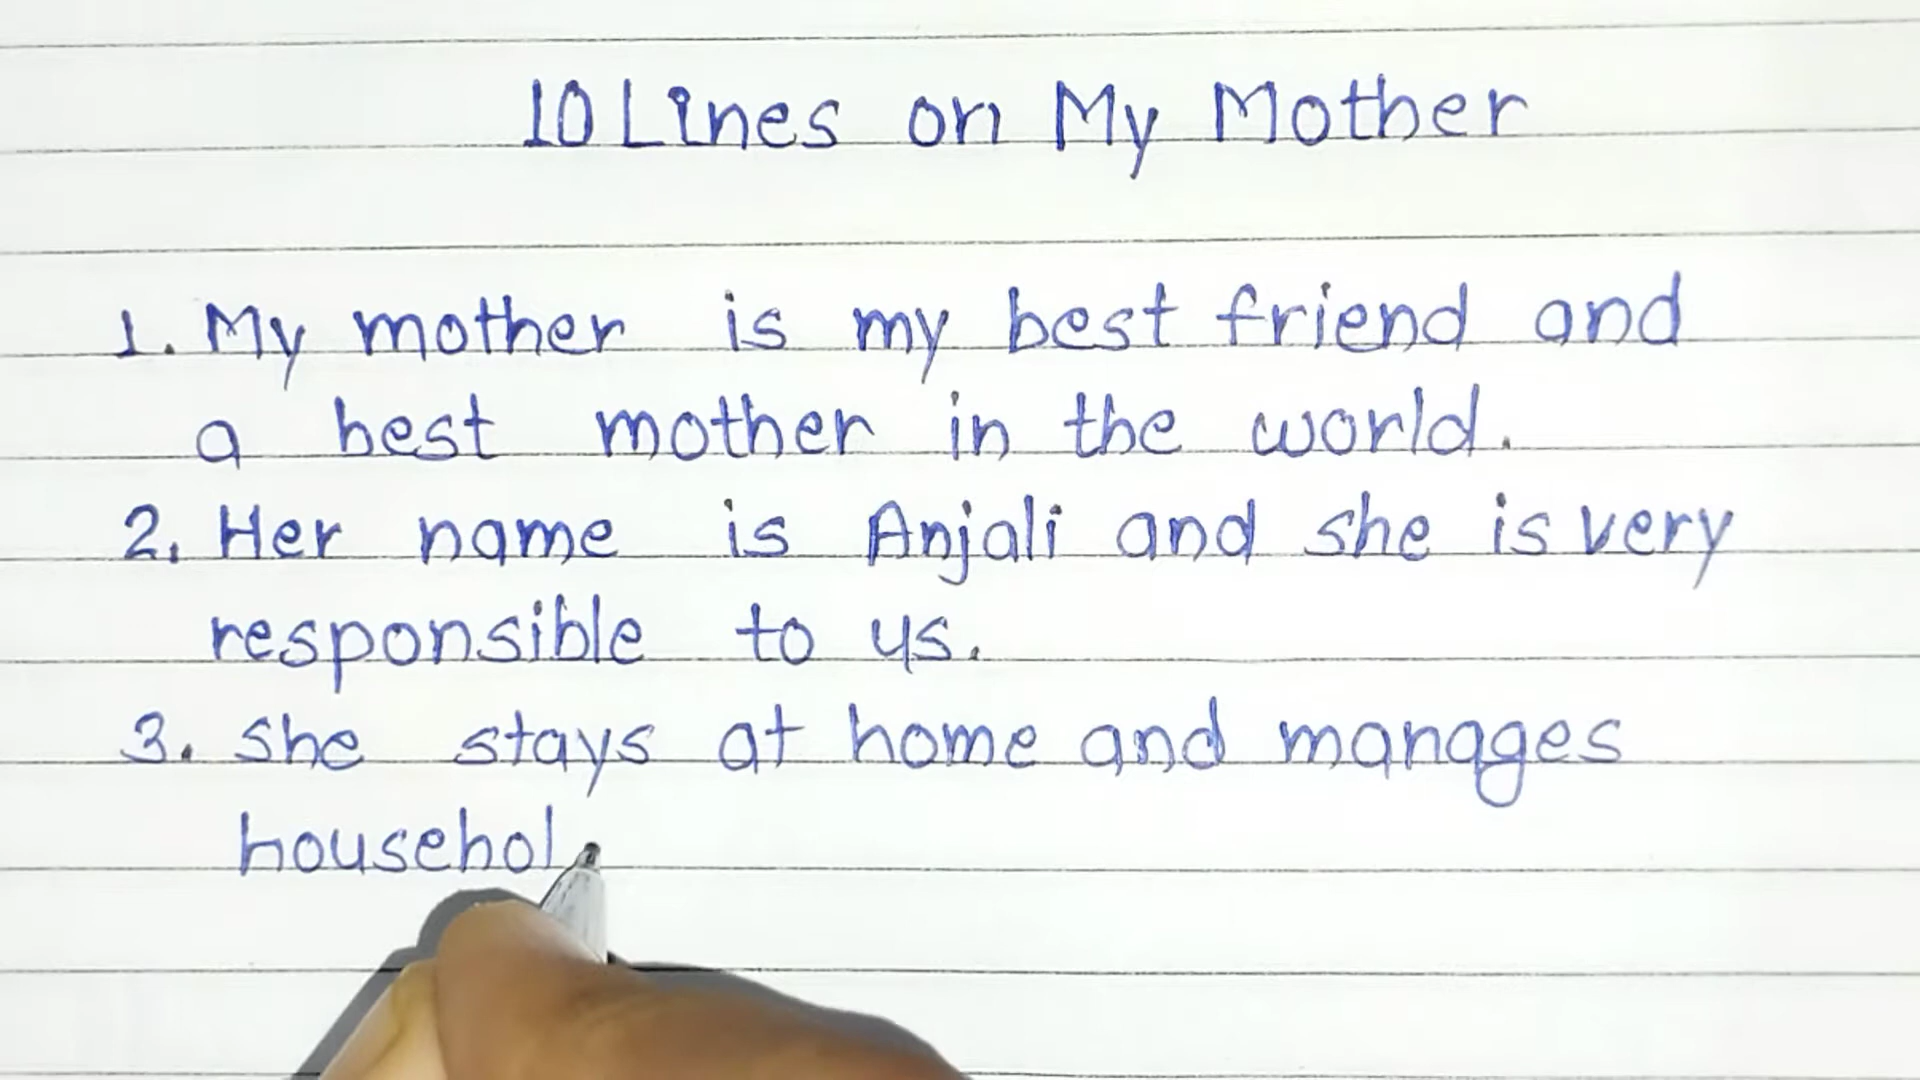 10 Lines on My Mother
1. My mother is my best friend and
a best mother in the world.
2. Her name is Anjali and she is very
responsible to us.
3. she stays at home and manages
househol